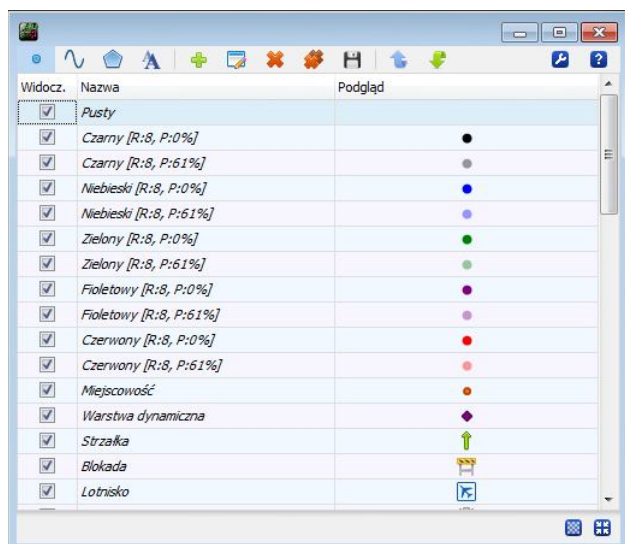 Widocz. Nazwa Podgląd
Pusty
Czarny [R:8, P:0%]
Czarny [R:8, P:61%]
Niebieski [R:8, P:0%]
Niebieski [R:8, P:61%]
Zielony [R:8, P:0%]
Zielony [R:8, P:61%]
Fioletowy [R:8, P:0%]
Fioletowy [R:8, P:61%]
Czerwony [R:8, P:0%]
Czerwony [R:8, P:61%]
Miejscowość
Warstwa dynamiczna
Strzałka
Blokada
Lotnisko